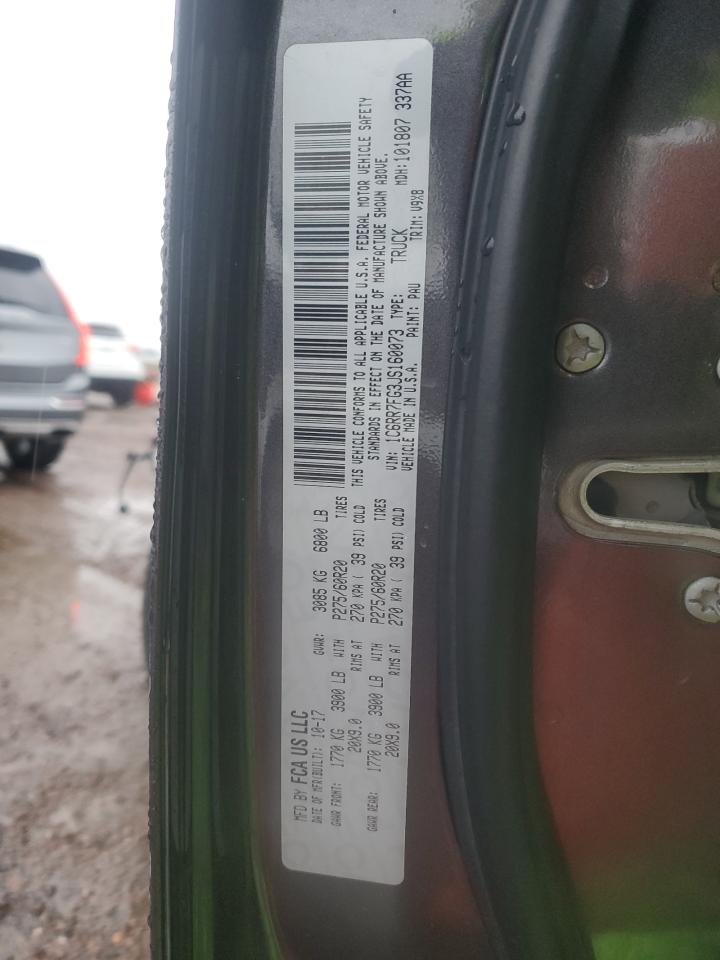 MFD BY FCA US LLC
DATE OF MFR(BUILT): 10-17 GVWR: 3085 KG 6800 LB
GAWR FRONT: 1770 KG 3900 LB WITH P275/60R20 TIRES
20X9.0 RIMS AT 270 KPA ( 39 PSI) COLD
GAWR REAR: 1770 KG 3900 LB WITH P275/60R20 TIRES
20X9.0 RIMS AT 270 KPA ( 39 PSI) COLD
THIS VEHICLE CONFORMS TO ALL APPLICABLE U.S.A. FEDERAL MOTOR VEHICLE SAFETY
STANDARDS IN EFFECT ON THE DATE OF MANUFACTURE SHOWN ABOVE.
VIN: 1C6RR7FG3JS160073 TYPE: TRUCK MDH:101807 337AA
VEHICLE MADE IN U.S.A. PAINT: PAU TRIM: V9X8